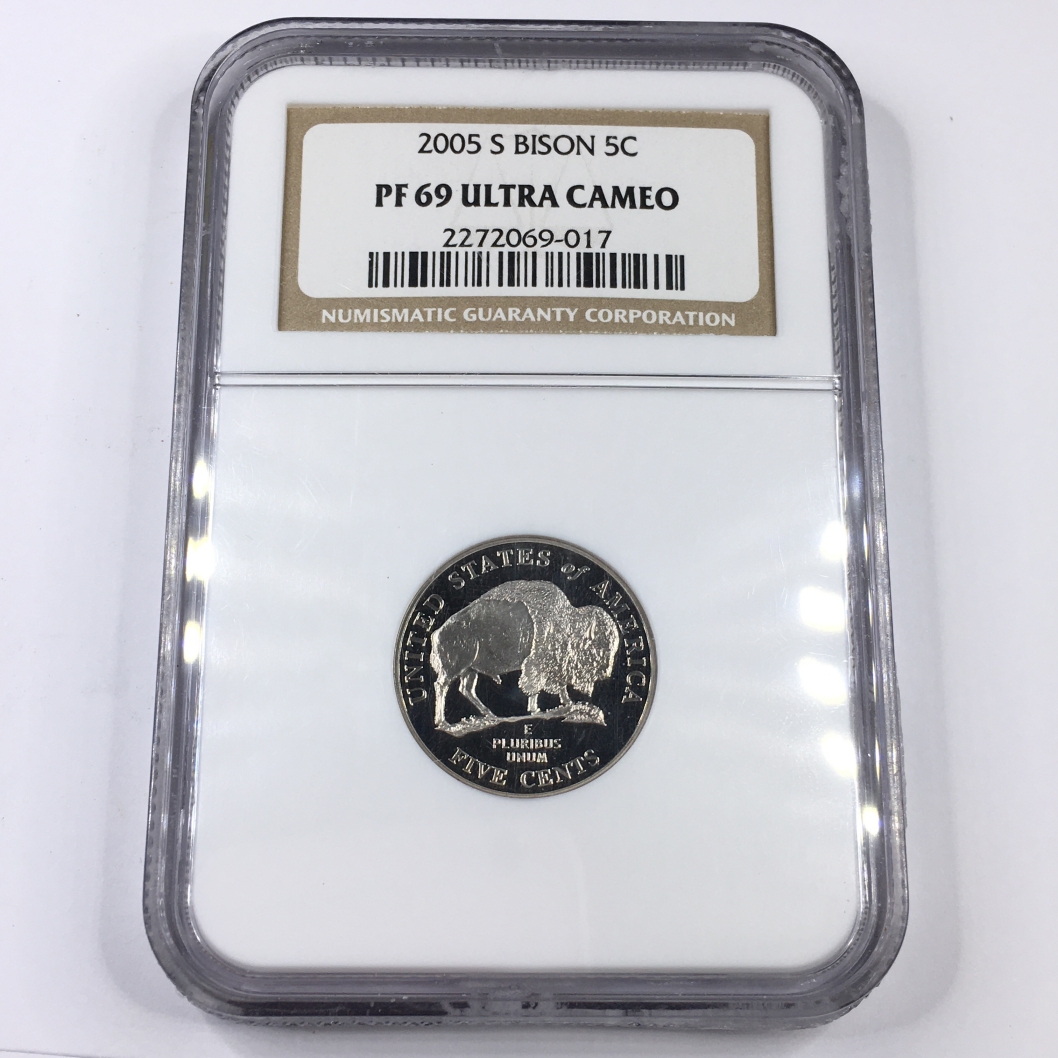 2005 S BISON 5C
PF 69 ULTRA CAMEO
2272069-017
NUMISMATIC GUARANTY CORPORATION
UNITED STATES of AMERICA
E
PLURIBUS
UNUM
FIVE CENTS